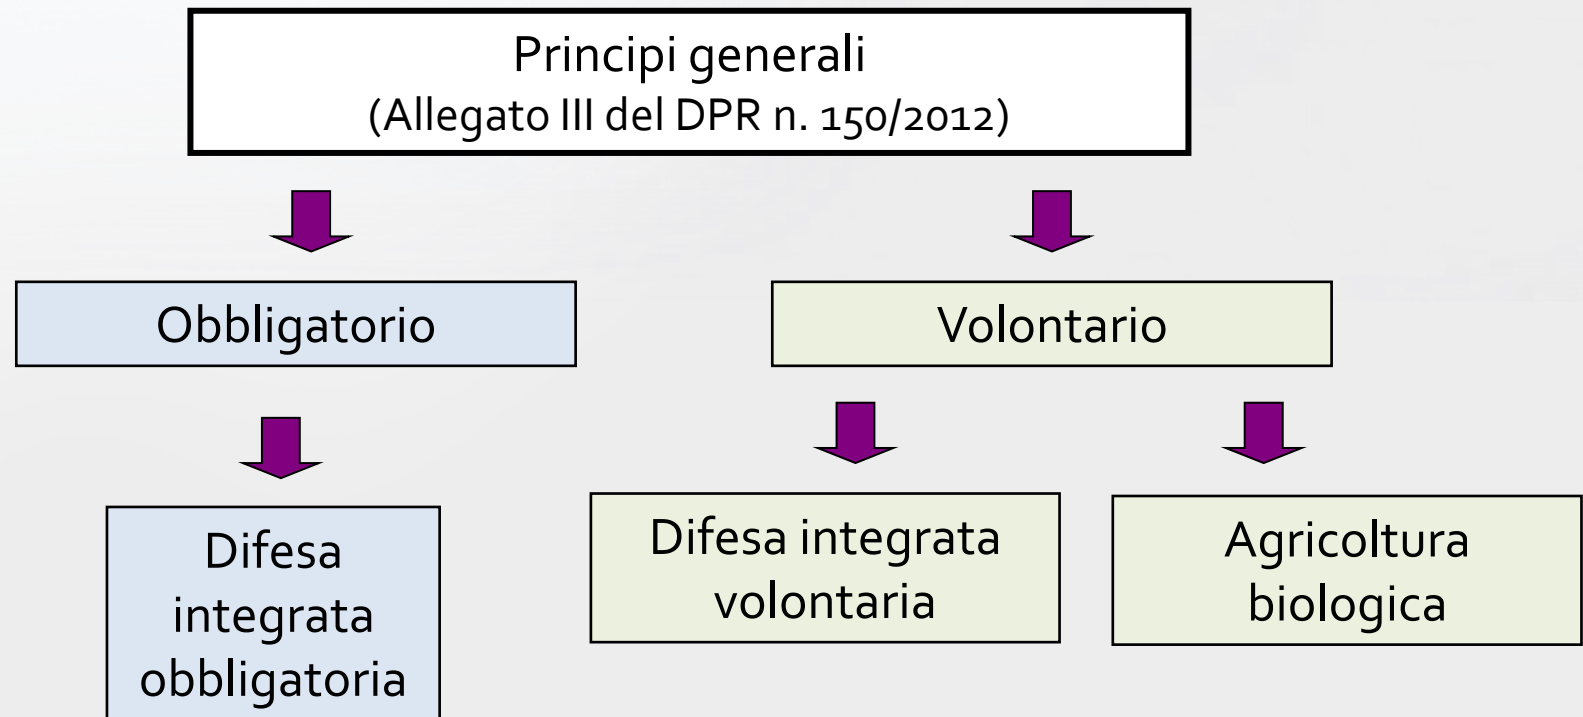 Principi generali
(Allegato III del DPR n. 150/2012)
Obbligatorio
Volontario
Difesa
integrata
obbligatoria
Difesa integrata
volontaria
Agricoltura
biologica